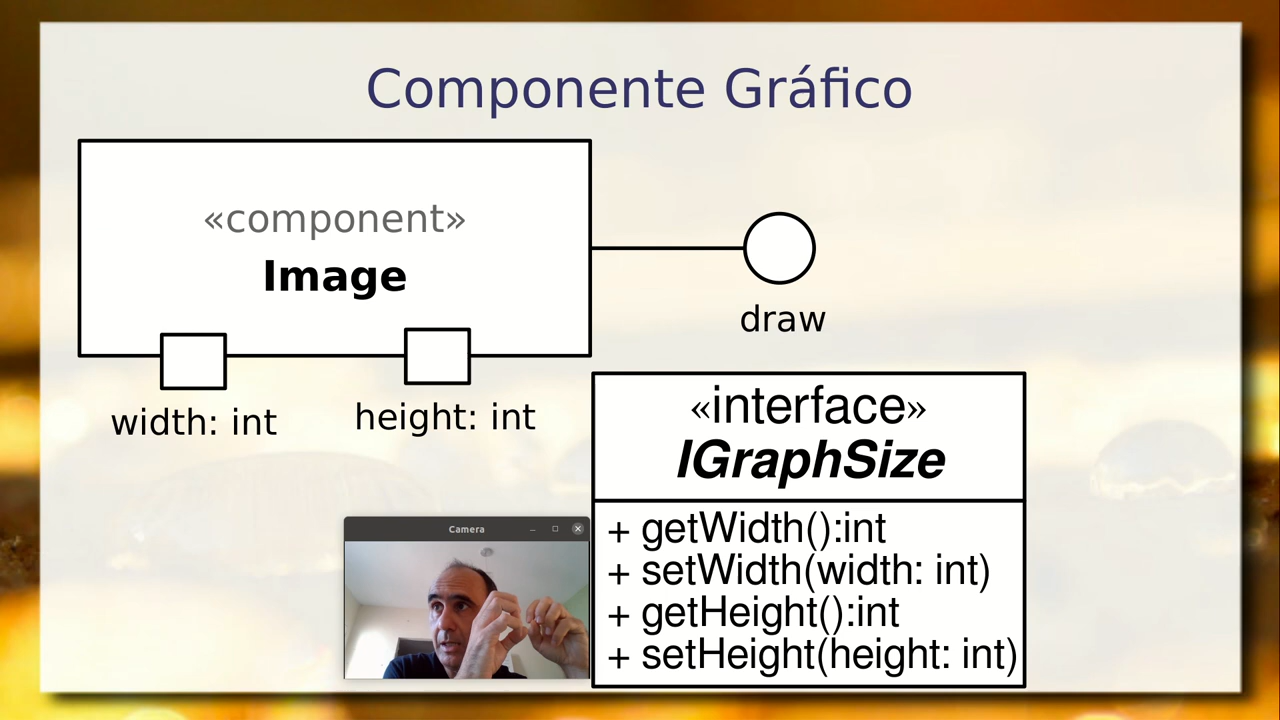 Componente Gráfico
«component»
Image
draw
width: int
height: int
«interface»
IGraphSize
+ getWidth():int
+ setWidth(width: int)
+ getHeight():int
+ setHeight(height: int)
Camera